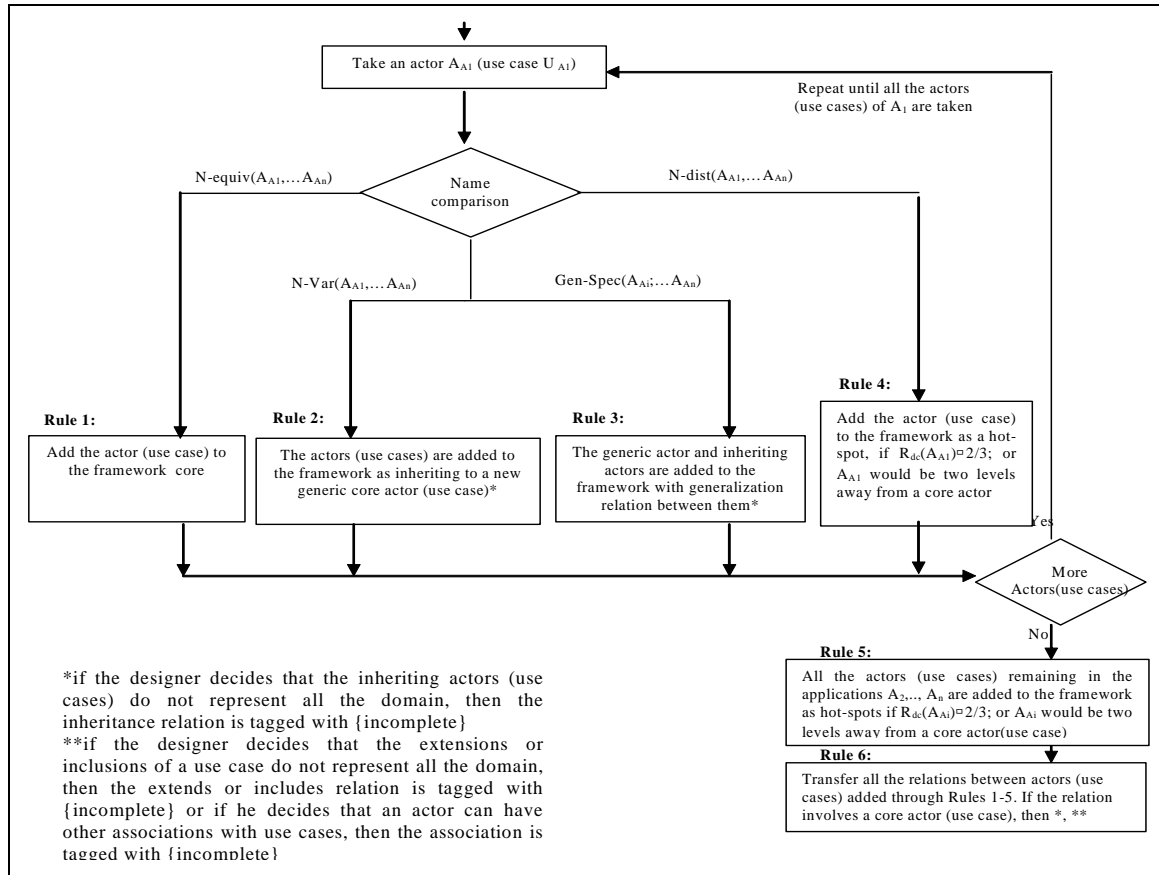 Take an actor A_A1 (use case U_A1)
Repeat until all the actors
(use cases) of A_1 are taken
N-equiv(A_A1,…A_An)
Name
comparison
N-dist(A_A1,…A_An)
N-Var(A_A1,…A_An)
Gen-Spec(A_Ai;…A_An)
Rule 1:
Add the actor (use case) to
the framework core
Rule 2:
The actors (use cases) are added to
the framework as inheriting to a new
generic core actor (use case)*
Rule 3:
The generic actor and inheriting
actors are added to the
framework with generalization
relation between them*
Rule 4:
Add the actor (use case)
to the framework as a hot-
spot, if R_dc(A_A1)▫2/3; or
A_A1 would be two levels
away from a core actor
Yes
More
Actors(use cases)
No
Rule 5:
All the actors (use cases) remaining in the
applications A_2,.., A_n are added to the framework
as hot-spots if R_dc(A_Ai)▫2/3; or A_Ai would be two
levels away from a core actor(use case)
Rule 6:
Transfer all the relations between actors (use
cases) added through Rules 1-5. If the relation
involves a core actor (use case), then *, **
*if the designer decides that the inheriting actors (use
cases) do not represent all the domain, then the
inheritance relation is tagged with {incomplete}
**if the designer decides that the extensions or
inclusions of a use case do not represent all the domain,
then the extends or includes relation is tagged with
{incomplete} or if he decides that an actor can have
other associations with use cases, then the association is
tagged with {incomplete}